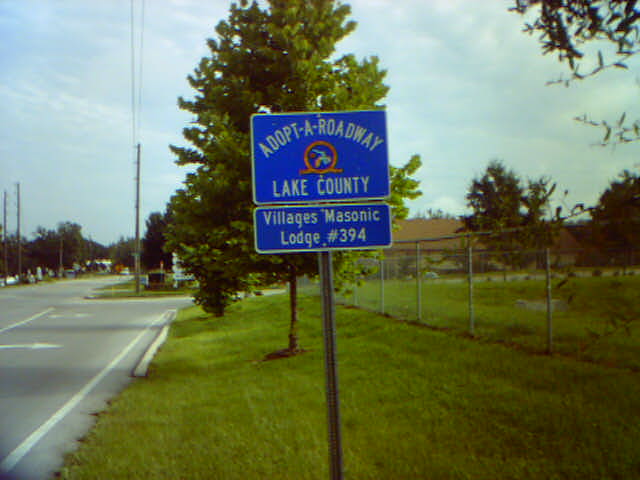 ADOPT-A-ROADWAY
LAKE COUNTY
Villages Masonic
Lodge #394